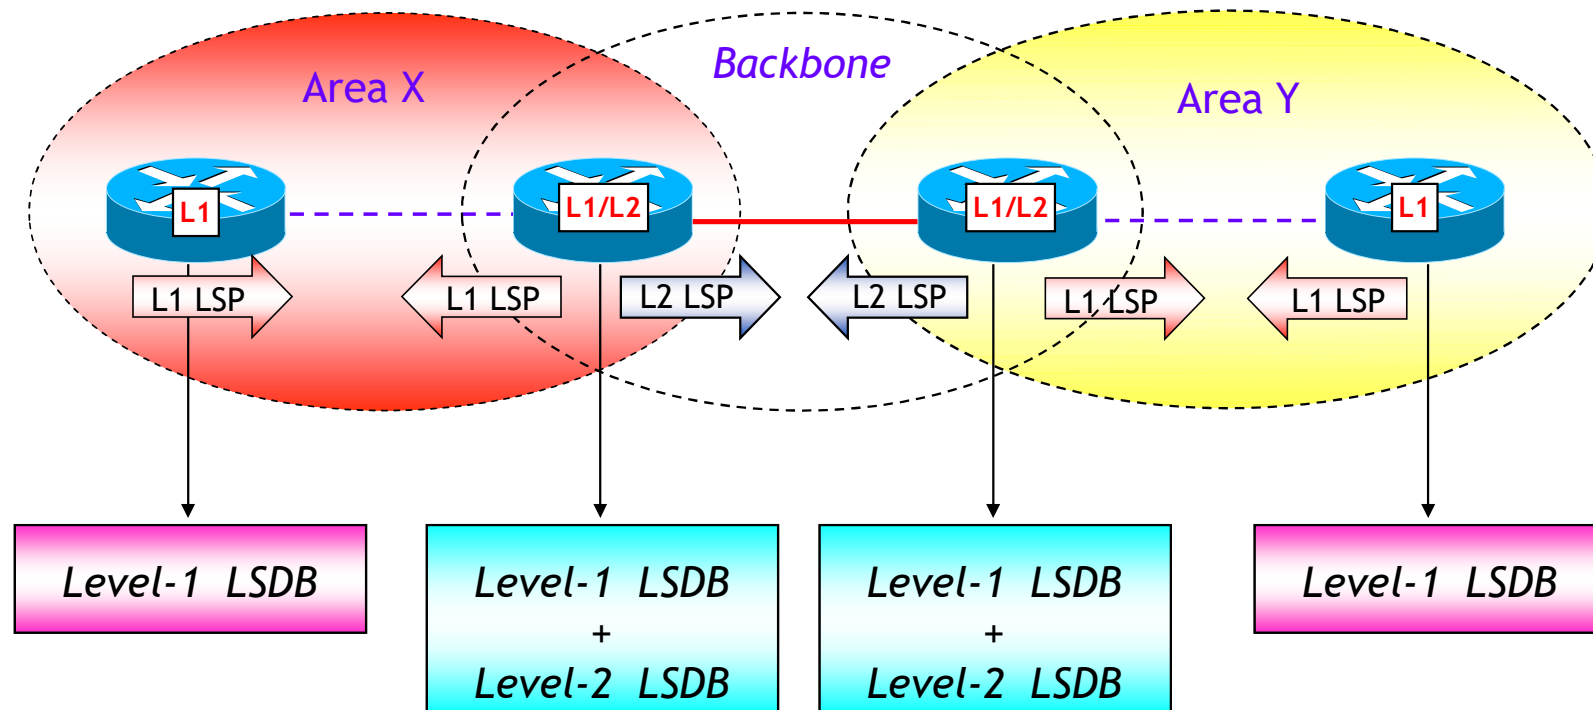 Backbone
Area X
Area Y
L1
L1/L2
L1/L2
L1
L1 LSP
L1 LSP
L2 LSP
L2 LSP
L1 LSP
L1 LSP
Level-1 LSDB
Level-1 LSDB
+
Level-2 LSDB
Level-1 LSDB
+
Level-2 LSDB
Level-1 LSDB